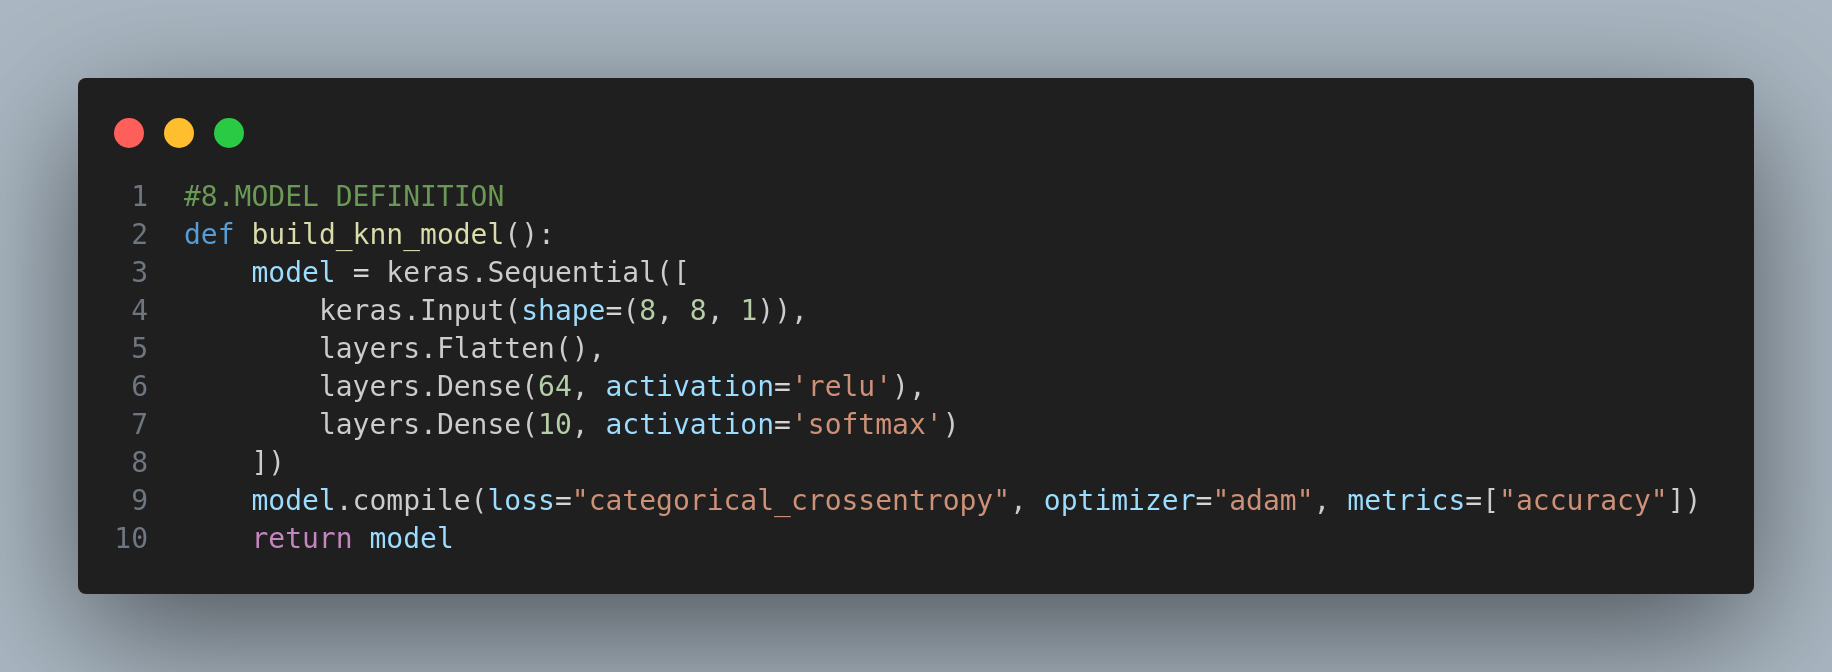 1 #8.MODEL DEFINITION
2 def build_knn_model():
3     model = keras.Sequential([
4         keras.Input(shape=(8, 8, 1)),
5         layers.Flatten(),
6         layers.Dense(64, activation='relu'),
7         layers.Dense(10, activation='softmax')
8     ])
9     model.compile(loss="categorical_crossentropy", optimizer="adam", metrics=["accuracy"])
10     return model